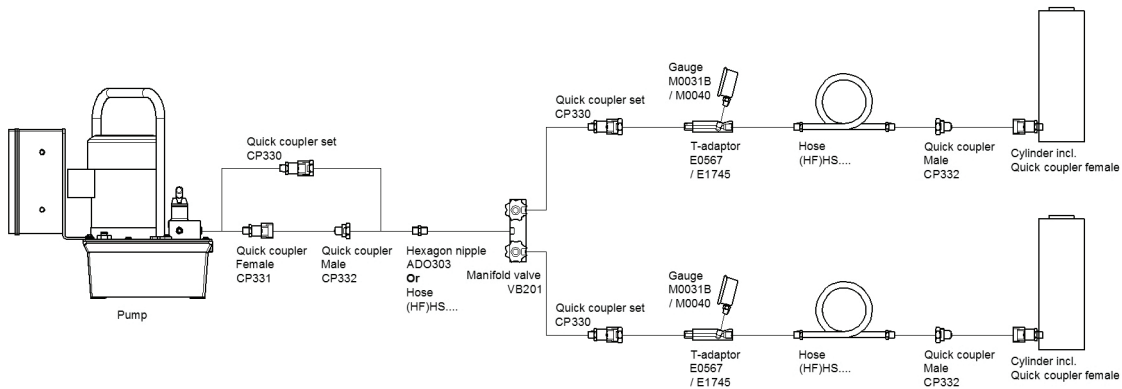 Pump
Quick coupler set
CP330
Quick coupler
Female
CP331
Quick coupler
Male
CP332
Hexagon nipple
ADO303
Or
Hose
(HF)HS....
Manifold valve
VB201
Quick coupler set
CP330
Gauge
M0031B
/ M0040
T-adaptor
E0567
/ E1745
Hose
(HF)HS....
Quick coupler
Male
CP332
Cylinder incl.
Quick coupler female
Quick coupler set
CP330
Gauge
M0031B
/ M0040
T-adaptor
E0567
/ E1745
Hose
(HF)HS....
Quick coupler
Male
CP332
Cylinder incl.
Quick coupler female